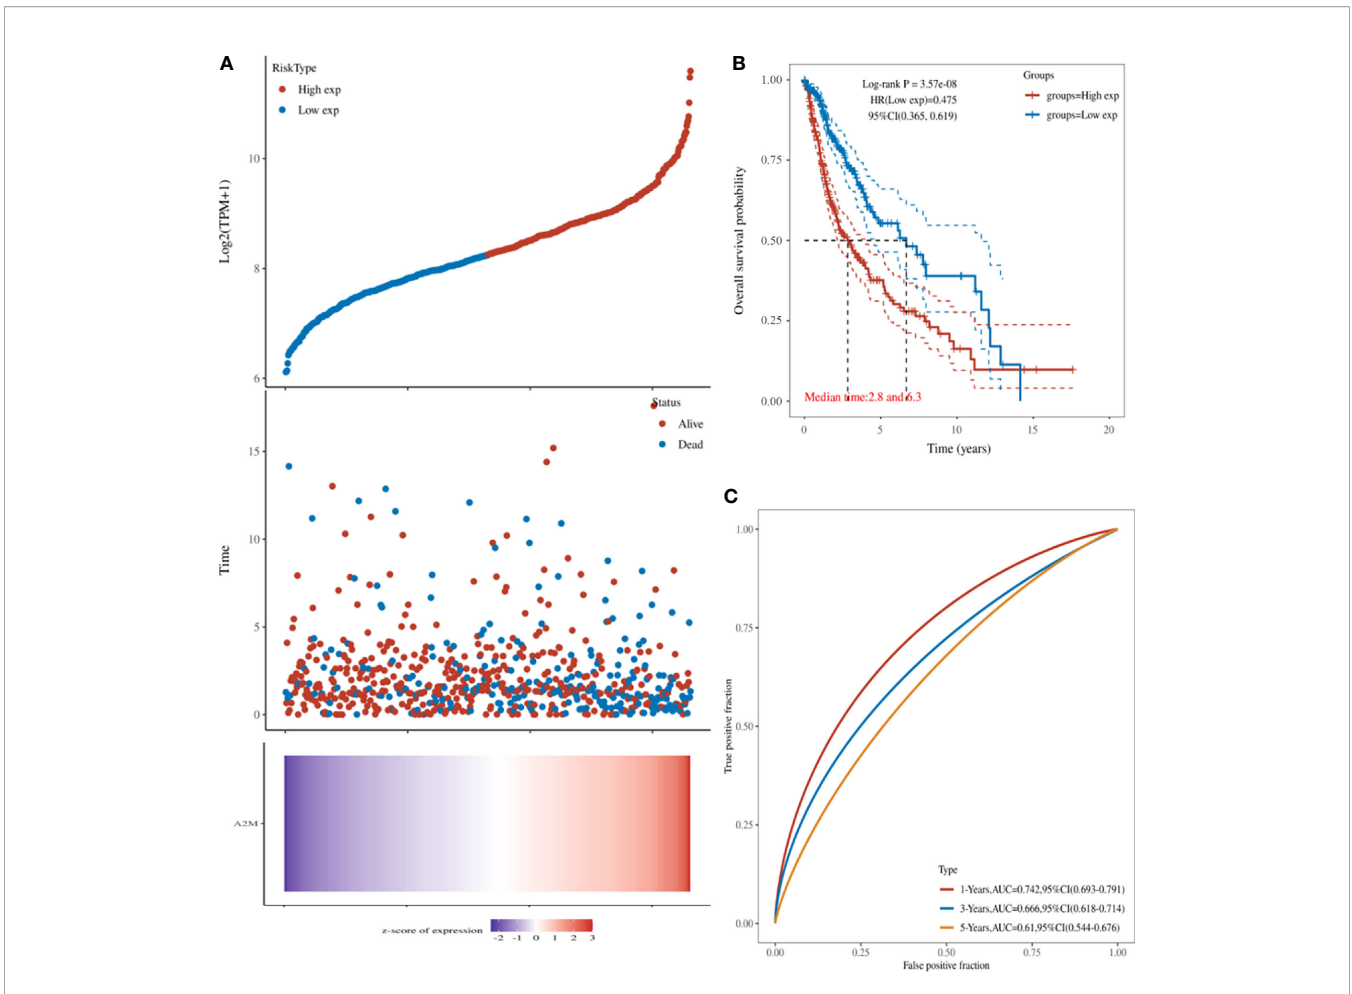 A
RiskType
High exp
Low exp
Log2(TPM+1)
10
8
6
Status
Alive
Dead
Time
15
10
5
0
A2M
z-score of expression
-2 -1 0 1 2 3
B
Log-rank P = 3.57e-08
HR(Low exp)=0.475
95%CI(0.365, 0.619)
Groups
groups=High exp
groups=Low exp
Overall survival probability
1.00
0.75
0.50
0.25
0.00
Median time:2.8 and 6.3
0 5 10 15 20
Time (years)
C
True positive fraction
1.00
0.75
0.50
0.25
0.00
Type
1-Years,AUC=0.742,95%CI(0.693-0.791)
3-Years,AUC=0.666,95%CI(0.618-0.714)
5-Years,AUC=0.61,95%CI(0.544-0.676)
0.00 0.25 0.50 0.75 1.00
False positive fraction